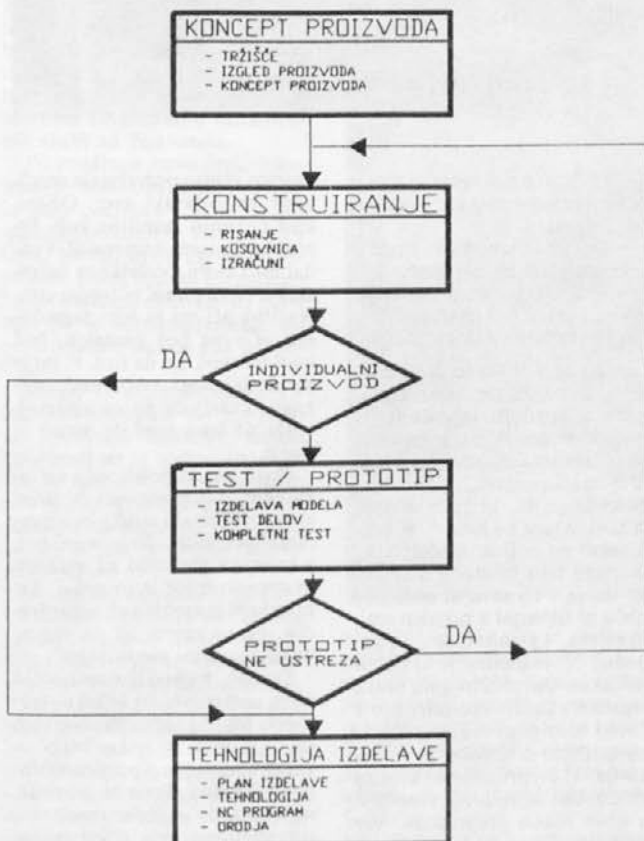 KONCEPT PROIZVODA
- TRŽIŠČE
- IZGLED PROIZVODA
- KONCEPT PROIZVODA
KONSTRUIRANJE
- RISANJE
- KOSOVNICA
- IZRAČUNI
DA
INDIVIDUALNI
PROIZVOD
TEST PROTOTIP
- IZDELAVA MODELA
- TEST DELOV
- KOMPLETNI TEST
PROTOTIP
NE USTREZA
DA
TEHNOLOGIJA IZDELAVE
- PLAN IZDELAVE
- TEHNOLOGIJA
- NC PROGRAM
- ORODJA